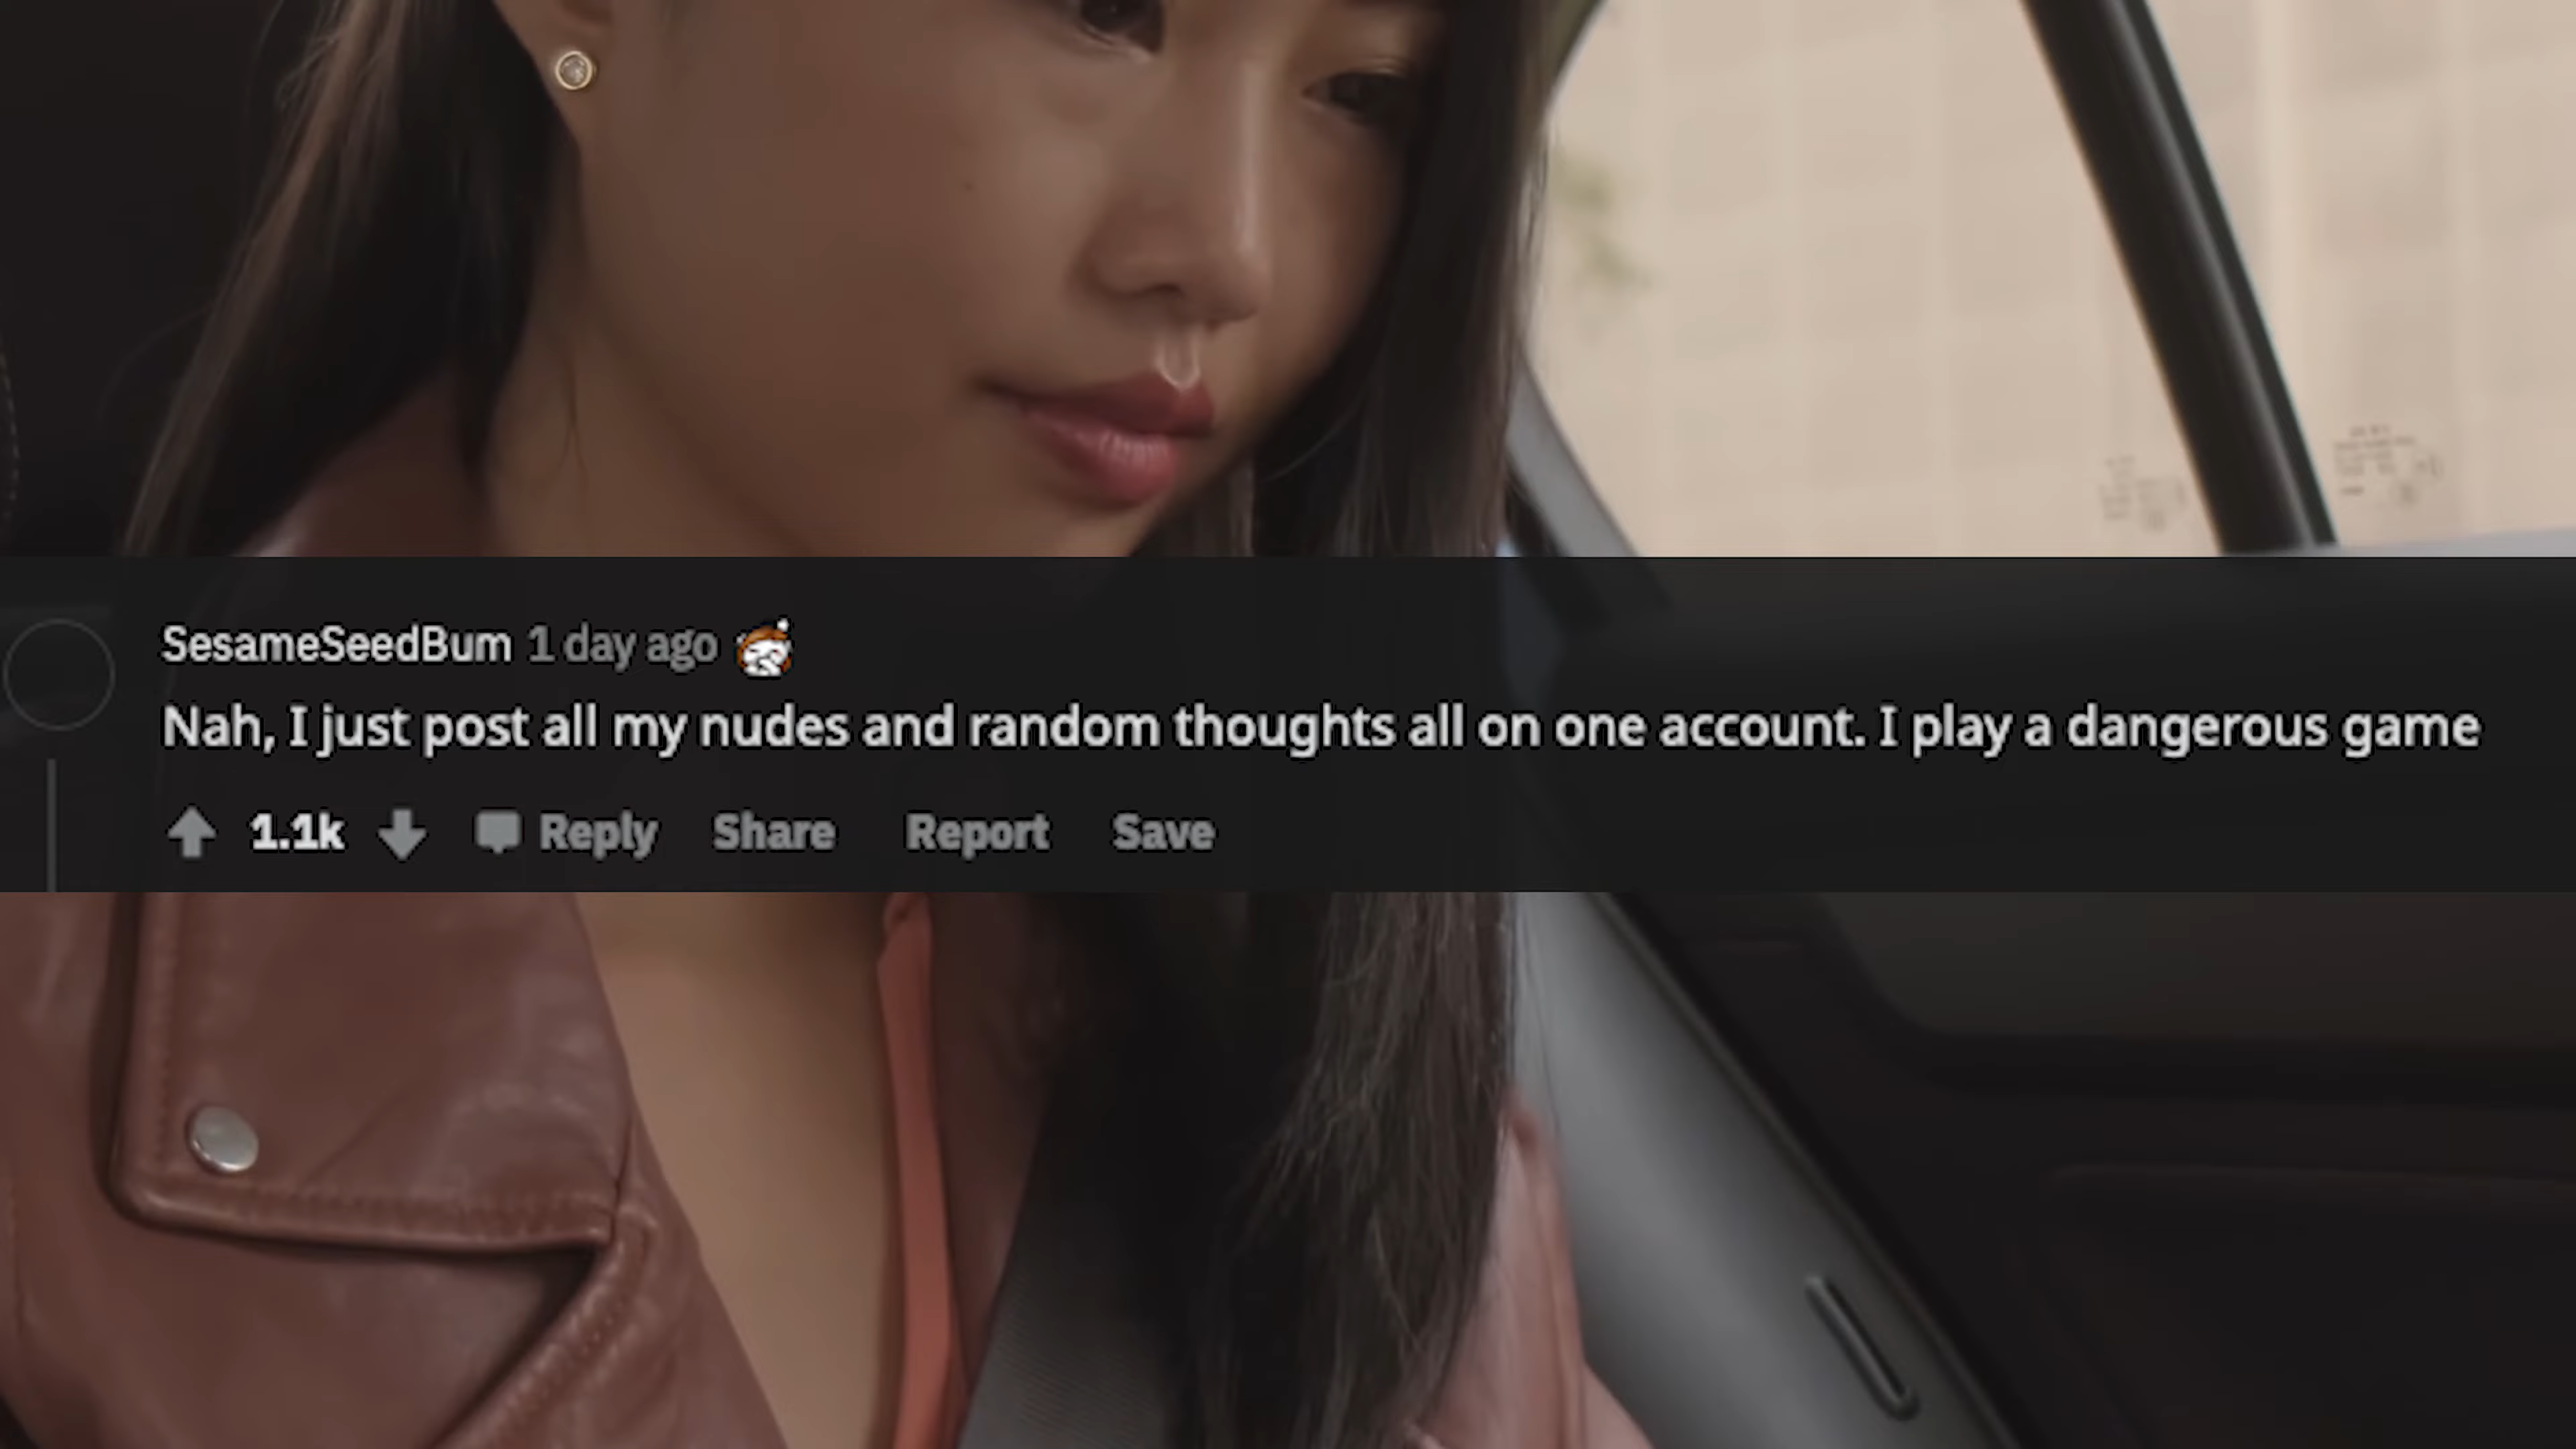 SesameSeedBum 1 day ago
Nah, I just post all my nudes and random thoughts all on one account. I play a dangerous game
1.1k Reply Share Report Save